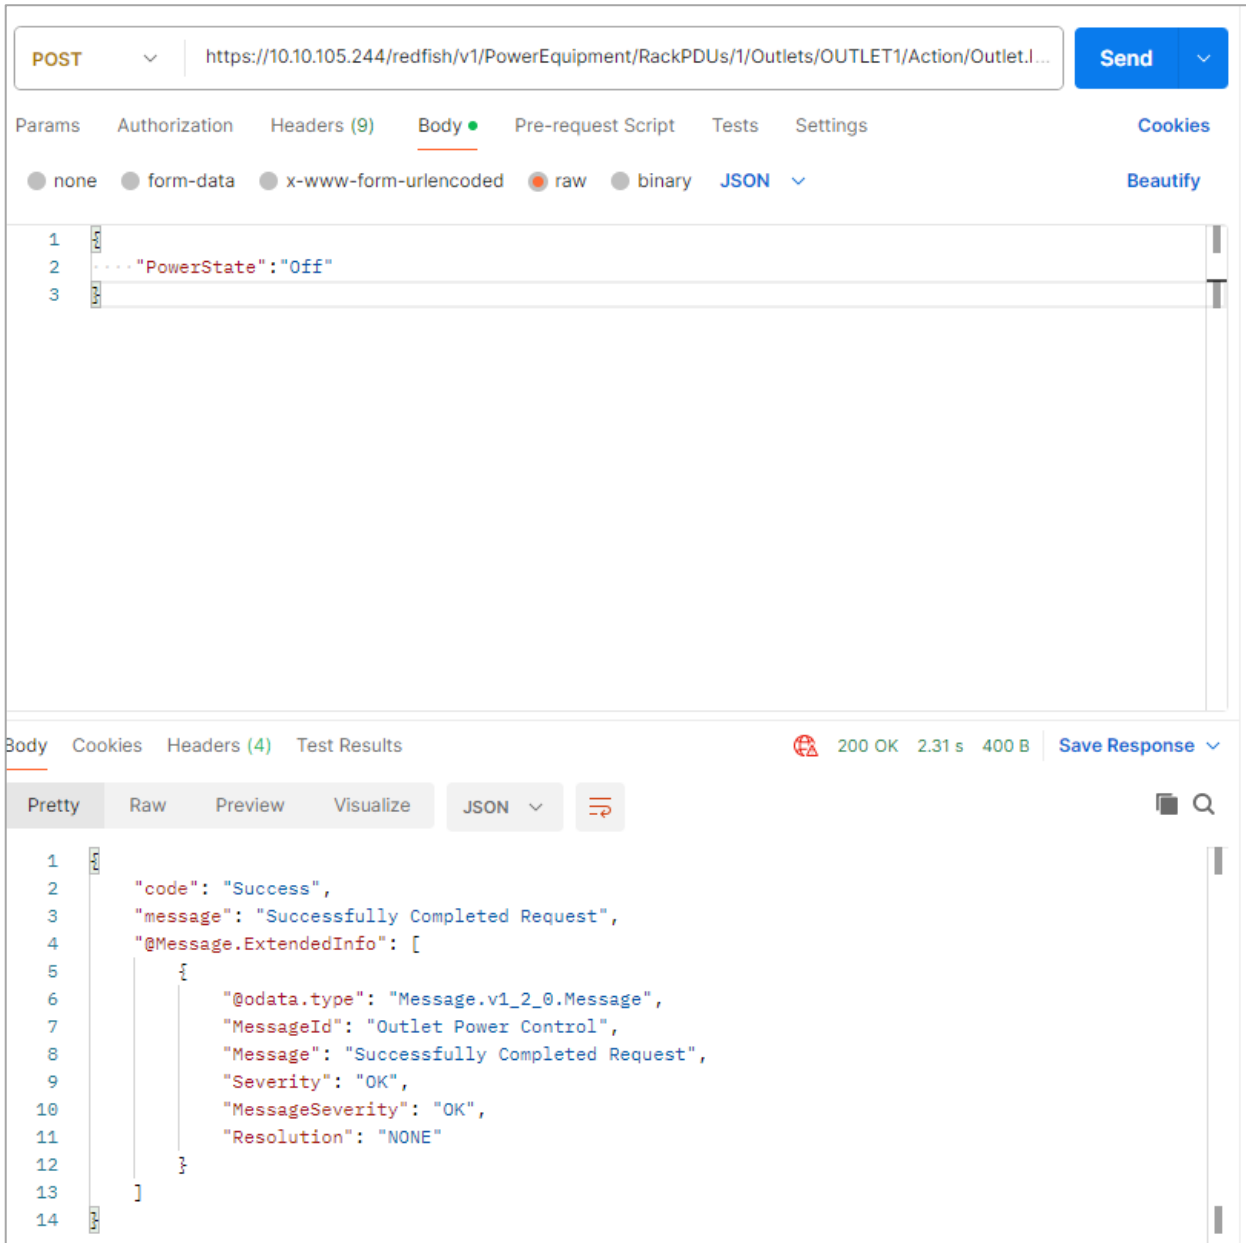 POST https://10.10.105.244/redfish/v1/PowerEquipment/RackPDUs/1/Outlets/OUTLET1/Action/Outlet.I... Send
Params Authorization Headers (9) Body Pre-request Script Tests Settings Cookies
none form-data x-www-form-urlencoded raw binary JSON Beautify
1 {
2 ····"PowerState":"Off"
3 }
Body Cookies Headers (4) Test Results 200 OK 2.31 s 400 B Save Response
Pretty Raw Preview Visualize JSON
1 {
2 "code": "Success",
3 "message": "Successfully Completed Request",
4 "@Message.ExtendedInfo": [
5 {
6 "@odata.type": "Message.v1_2_0.Message",
7 "MessageId": "Outlet Power Control",
8 "Message": "Successfully Completed Request",
9 "Severity": "OK",
10 "MessageSeverity": "OK",
11 "Resolution": "NONE"
12 }
13 ]
14 }